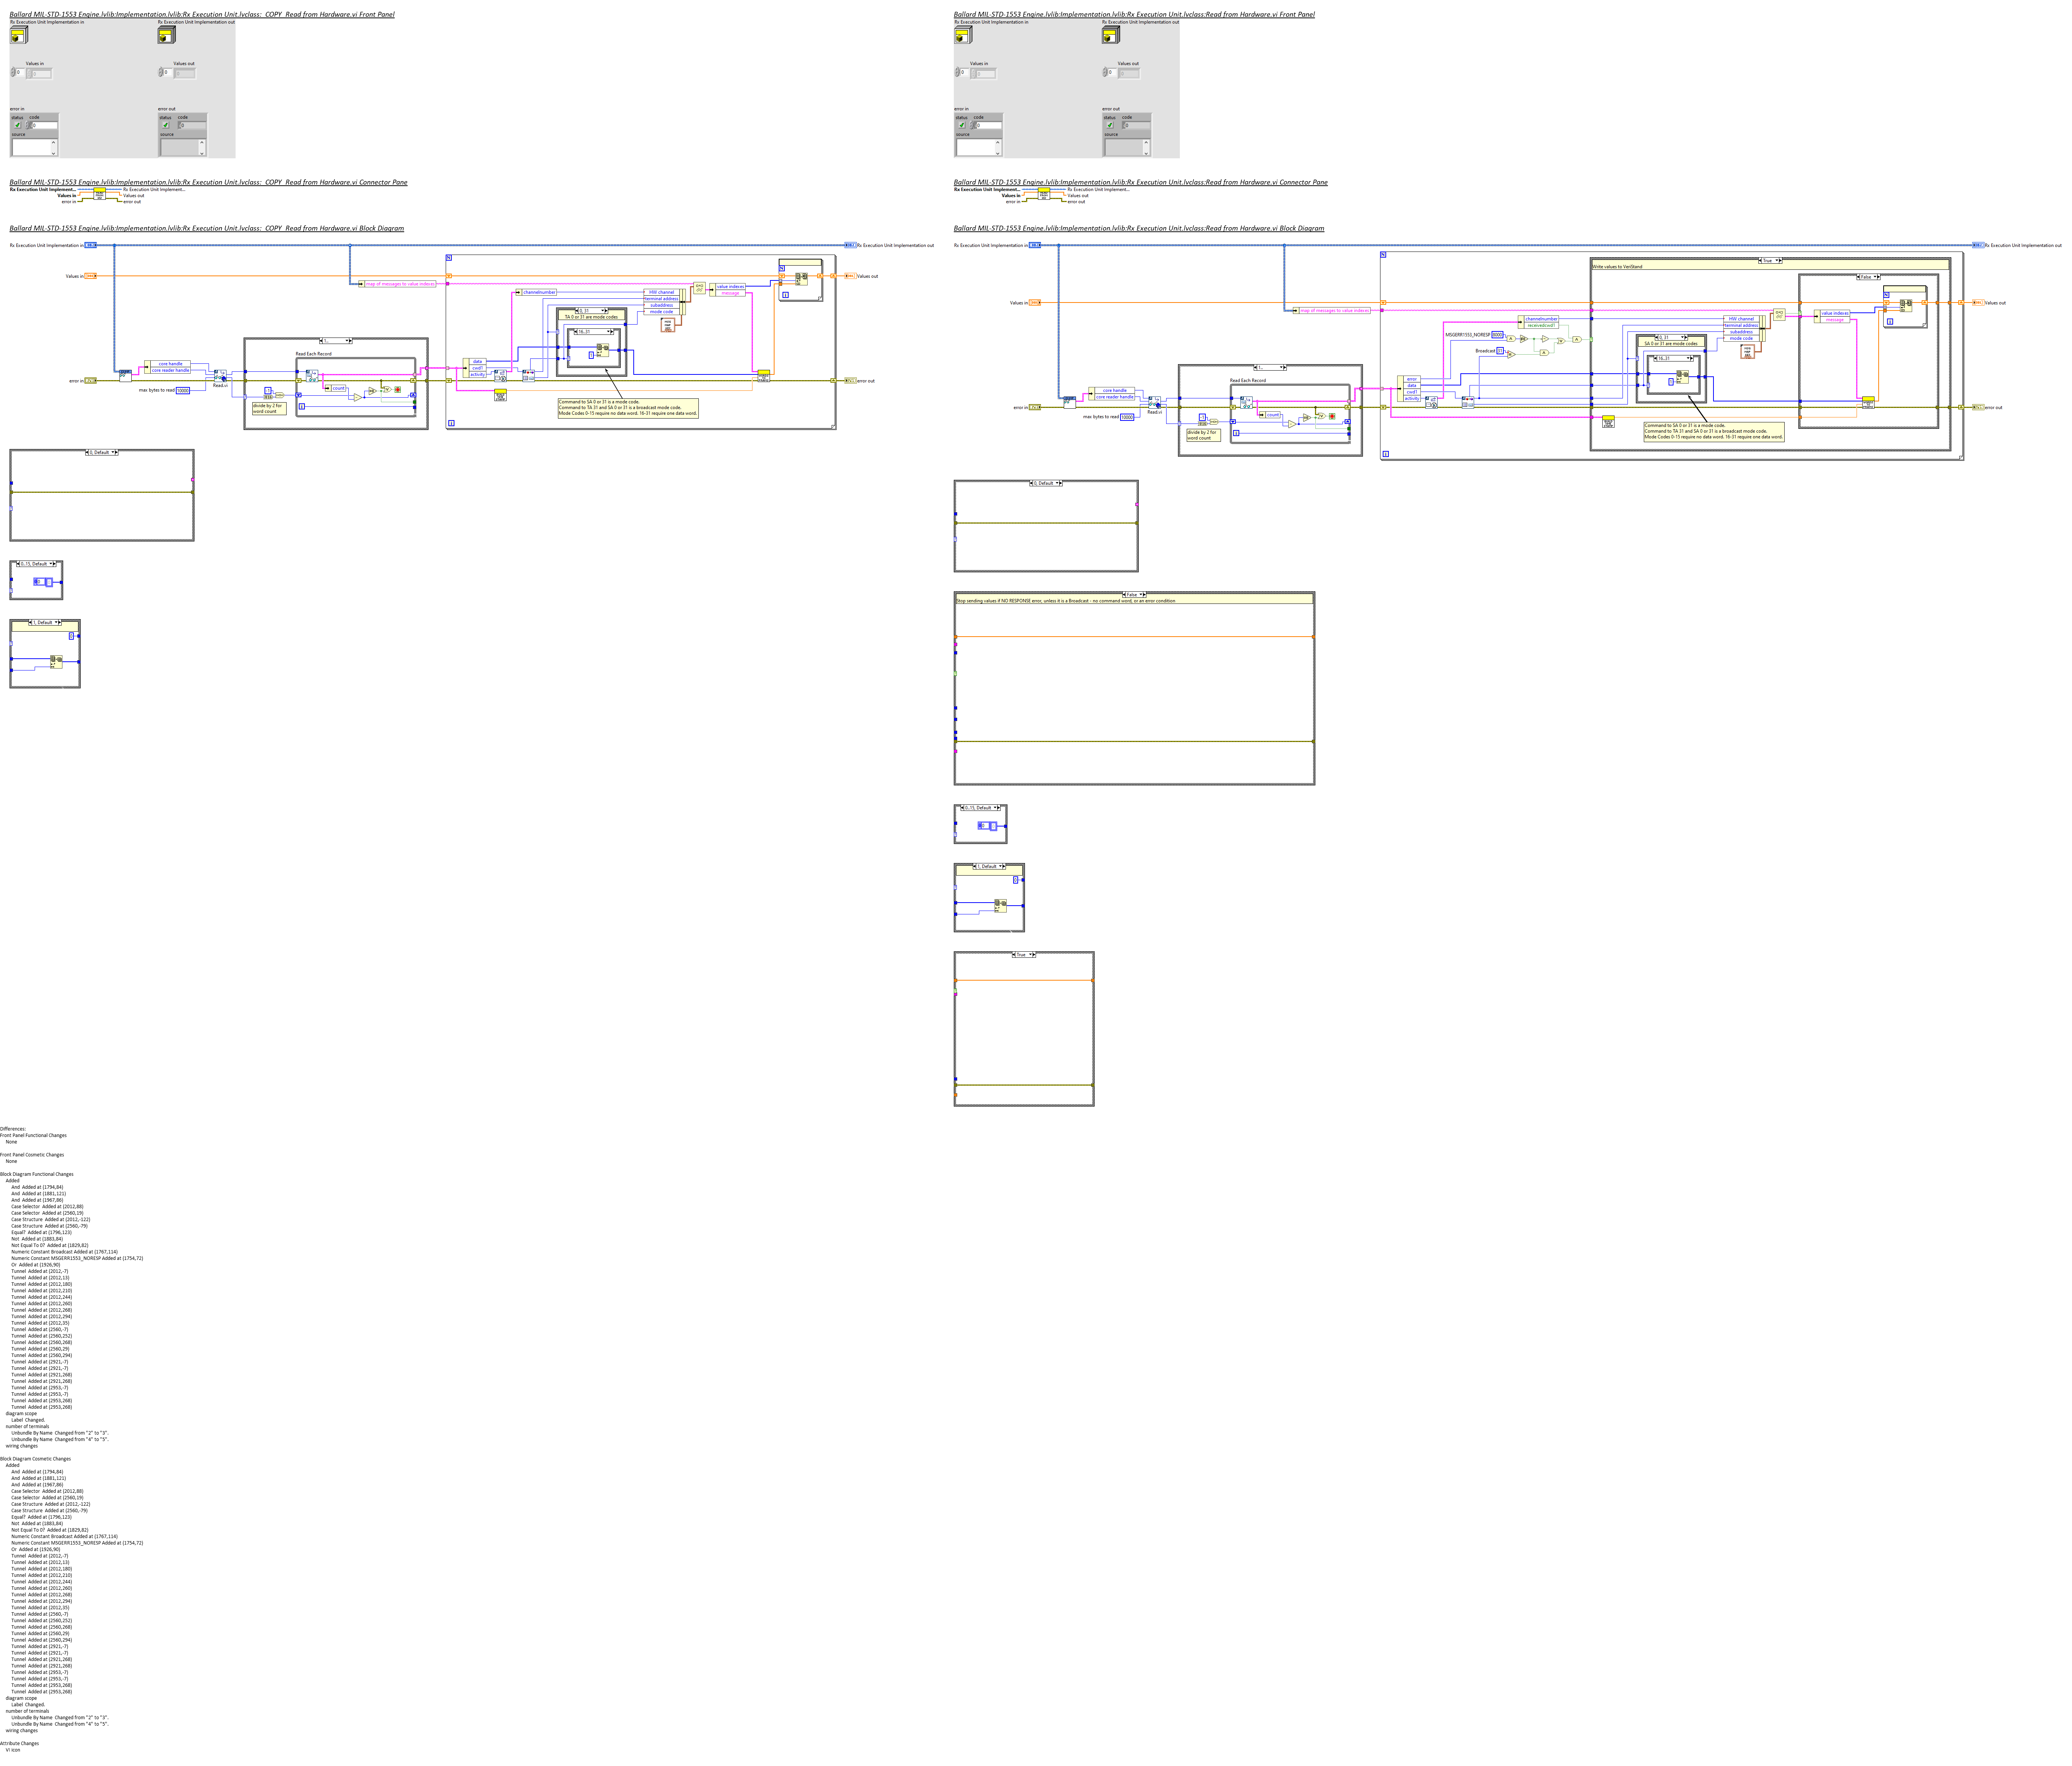 Ballard MIL-STD-1553 Engine.lvlib:Implementation.lvlib:Rx Execution Unit.lvclass:_COPY_Read from Hardware.vi Front Panel
Rx Execution Unit Implementation in
Rx Execution Unit Implementation out
Values in
Values out
error in
error out
status code
status code
source
source
Ballard MIL-STD-1553 Engine.lvlib:Implementation.lvlib:Rx Execution Unit.lvclass:_COPY_Read from Hardware.vi Connector Pane
Rx Execution Unit Implement...
Rx Execution Unit Implement...
Values in
Values out
error in
error out
Ballard MIL-STD-1553 Engine.lvlib:Implementation.lvlib:Rx Execution Unit.lvclass:_COPY_Read from Hardware.vi Block Diagram
Rx Execution Unit Implementation in
Rx Execution Unit Implementation out
Values in
Values out
map of messages to value indexes
channelnumber
HW channel
terminal address
subaddress
mode code
value indexes
message
0, 31
TA 0 or 31 are mode codes
16..31
1..
Read Each Record
core handle
core reader handle
max bytes to read 10000
Read.vi
divide by 2 for
word count
count
data
cwd1
activity
error in
error out
Command to SA 0 or 31 is a mode code.
Command to TA 31 and SA 0 or 31 is a broadcast mode code.
Mode Codes 0-15 require no data word. 16-31 require one data word.
0, Default
0..15, Default
1, Default
Ballard MIL-STD-1553 Engine.lvlib:Implementation.lvlib:Rx Execution Unit.lvclass:Read from Hardware.vi Front Panel
Rx Execution Unit Implementation in
Rx Execution Unit Implementation out
Values in
Values out
error in
error out
status code
status code
source
source
Ballard MIL-STD-1553 Engine.lvlib:Implementation.lvlib:Rx Execution Unit.lvclass:Read from Hardware.vi Connector Pane
Rx Execution Unit Implement...
Rx Execution Unit Implement...
Values in
Values out
error in
error out
Ballard MIL-STD-1553 Engine.lvlib:Implementation.lvlib:Rx Execution Unit.lvclass:Read from Hardware.vi Block Diagram
Rx Execution Unit Implementation in
Rx Execution Unit Implementation out
True
Write values to VeriStand
False
Values in
Values out
map of messages to value indexes
channelnumber
receivedcwd1
MSGERR1553_NORESP
Broadcast 31
HW channel
terminal address
subaddress
mode code
value indexes
message
0, 31
SA 0 or 31 are mode codes
16..31
1..
Read Each Record
core handle
core reader handle
max bytes to read 10000
Read.vi
divide by 2 for
word count
count
error
data
cwd1
activity
error in
error out
Command to SA 0 or 31 is a mode code.
Command to TA 31 and SA 0 or 31 is a broadcast mode code.
Mode Codes 0-15 require no data word. 16-31 require one data word.
0, Default
False
Stop sending values if NO RESPONSE error, unless it is a Broadcast - no command word, or an error condition
0..15, Default
1, Default
True
Differences:
Front Panel Functional Changes
None
Front Panel Cosmetic Changes
None
Block Diagram Functional Changes
Added
And Added at (1794,84)
And Added at (1881,121)
And Added at (1967,86)
Case Selector Added at (2012,88)
Case Selector Added at (2560,19)
Case Structure Added at (2012,-122)
Case Structure Added at (2560,-79)
Equal? Added at (1796,123)
Not Added at (1883,84)
Not Equal To 0? Added at (1829,82)
Numeric Constant Broadcast Added at (1767,114)
Numeric Constant MSGERR1553_NORESP Added at (1754,72)
Or Added at (1926,90)
Tunnel Added at (2012,-7)
Tunnel Added at (2012,13)
Tunnel Added at (2012,180)
Tunnel Added at (2012,210)
Tunnel Added at (2012,244)
Tunnel Added at (2012,260)
Tunnel Added at (2012,268)
Tunnel Added at (2012,294)
Tunnel Added at (2012,35)
Tunnel Added at (2560,-7)
Tunnel Added at (2560,252)
Tunnel Added at (2560,268)
Tunnel Added at (2560,29)
Tunnel Added at (2560,294)
Tunnel Added at (2921,-7)
Tunnel Added at (2921,-7)
Tunnel Added at (2921,268)
Tunnel Added at (2921,268)
Tunnel Added at (2953,-7)
Tunnel Added at (2953,-7)
Tunnel Added at (2953,268)
Tunnel Added at (2953,268)
diagram scope
Label Changed.
number of terminals
Unbundle By Name Changed from "2" to "3".
Unbundle By Name Changed from "4" to "5".
wiring changes
Block Diagram Cosmetic Changes
Added
And Added at (1794,84)
And Added at (1881,121)
And Added at (1967,86)
Case Selector Added at (2012,88)
Case Selector Added at (2560,19)
Case Structure Added at (2012,-122)
Case Structure Added at (2560,-79)
Equal? Added at (1796,123)
Not Added at (1883,84)
Not Equal To 0? Added at (1829,82)
Numeric Constant Broadcast Added at (1767,114)
Numeric Constant MSGERR1553_NORESP Added at (1754,72)
Or Added at (1926,90)
Tunnel Added at (2012,-7)
Tunnel Added at (2012,13)
Tunnel Added at (2012,180)
Tunnel Added at (2012,210)
Tunnel Added at (2012,244)
Tunnel Added at (2012,260)
Tunnel Added at (2012,268)
Tunnel Added at (2012,294)
Tunnel Added at (2012,35)
Tunnel Added at (2560,-7)
Tunnel Added at (2560,252)
Tunnel Added at (2560,268)
Tunnel Added at (2560,29)
Tunnel Added at (2560,294)
Tunnel Added at (2921,-7)
Tunnel Added at (2921,-7)
Tunnel Added at (2921,268)
Tunnel Added at (2921,268)
Tunnel Added at (2953,-7)
Tunnel Added at (2953,-7)
Tunnel Added at (2953,268)
Tunnel Added at (2953,268)
diagram scope
Label Changed.
number of terminals
Unbundle By Name Changed from "2" to "3".
Unbundle By Name Changed from "4" to "5".
wiring changes
Attribute Changes
VI icon